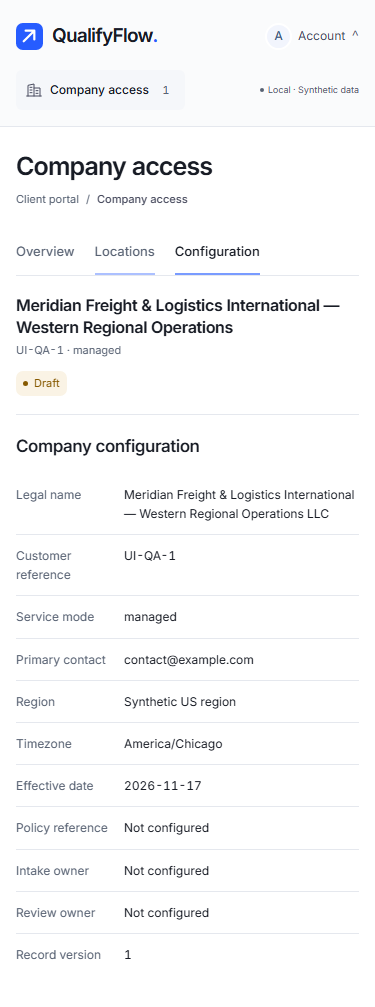 QualifyFlow.
A Account ^
Company access 1
• Local · Synthetic data
Company access
Client portal / Company access
Overview Locations Configuration
Meridian Freight & Logistics International —
Western Regional Operations
UI-QA-1 · managed
• Draft
Company configuration
Legal name Meridian Freight & Logistics International
— Western Regional Operations LLC
Customer UI-QA-1
reference
Service mode managed
Primary contact contact@example.com
Region Synthetic US region
Timezone America/Chicago
Effective date 2026-11-17
Policy reference Not configured
Intake owner Not configured
Review owner Not configured
Record version 1